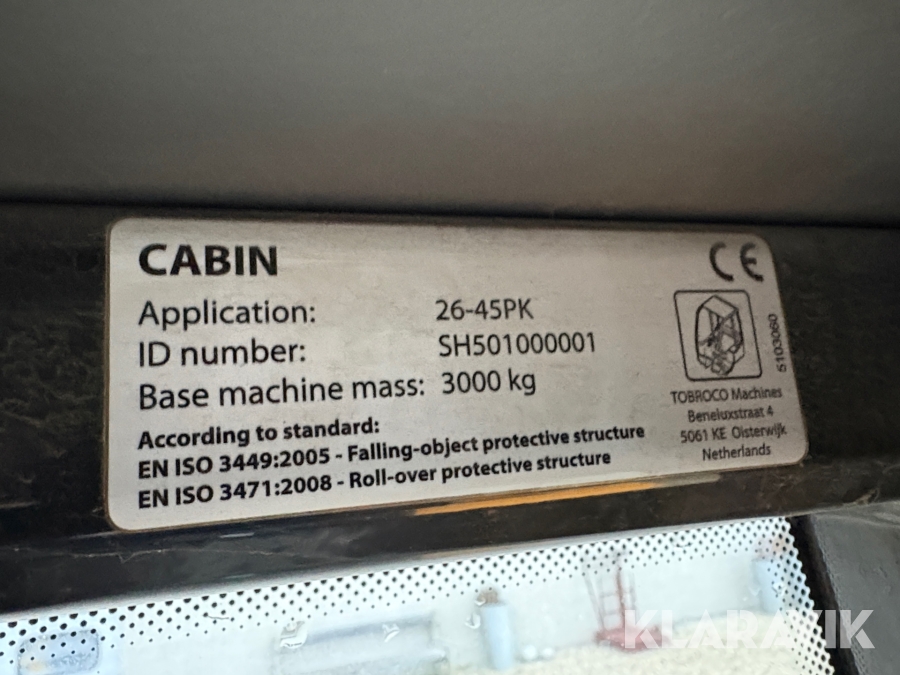 CABIN
CE
Application: 26-45PK
ID number: SH501000001
Base machine mass: 3000 kg
According to standard:
EN ISO 3449:2005 - Falling-object protective structure
EN ISO 3471:2008 - Roll-over protective structure
5103060
TOBROCO Machines
Beneluxstraat 4
5061 KE Oisterwijk
Netherlands
KLARAVIK